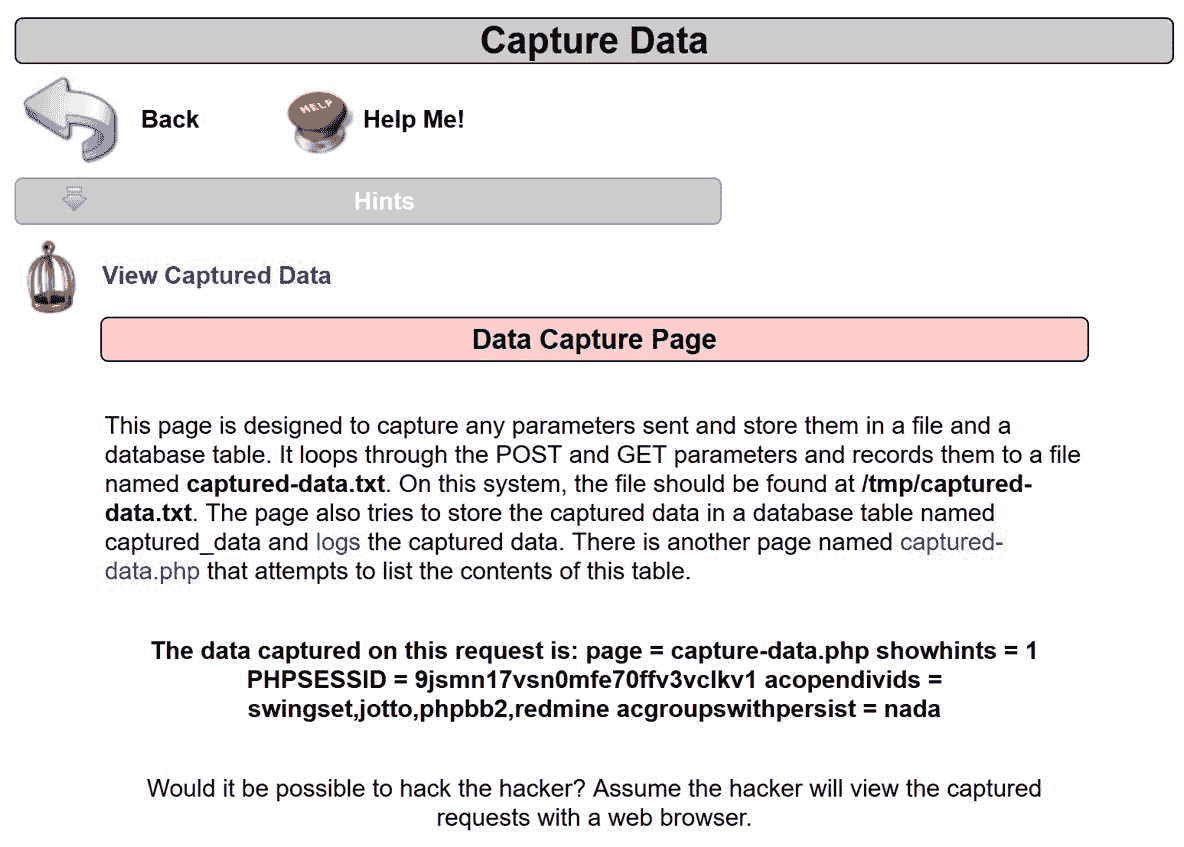 Capture Data
Back
HELP
Help Me!
Hints
View Captured Data
Data Capture Page
This page is designed to capture any parameters sent and store them in a file and a
database table. It loops through the POST and GET parameters and records them to a file
named captured-data.txt. On this system, the file should be found at /tmp/captured-
data.txt. The page also tries to store the captured data in a database table named
captured_data and logs the captured data. There is another page named captured-
data.php that attempts to list the contents of this table.
The data captured on this request is: page = capture-data.php showhints = 1
PHPSESSID = 9jsmn17vsn0mfe70ffv3vclkv1 acopendivids =
swingset,jotto,phpbb2,redmine acgroupswithpersist = nada
Would it be possible to hack the hacker? Assume the hacker will view the captured
requests with a web browser.